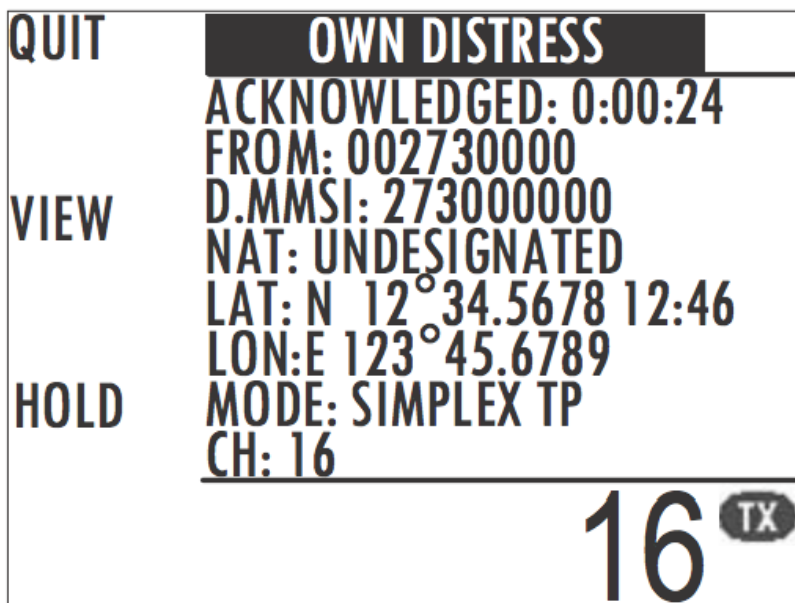 QUIT
OWN DISTRESS
ACKNOWLEDGED: 0:00:24
FROM: 002730000
VIEW
D.MMSI: 273000000
NAT: UNDESIGNATED
LAT: N 12°34.5678 12:46
LON:E 123°45.6789
HOLD
MODE: SIMPLEX TP
CH: 16
16
TX